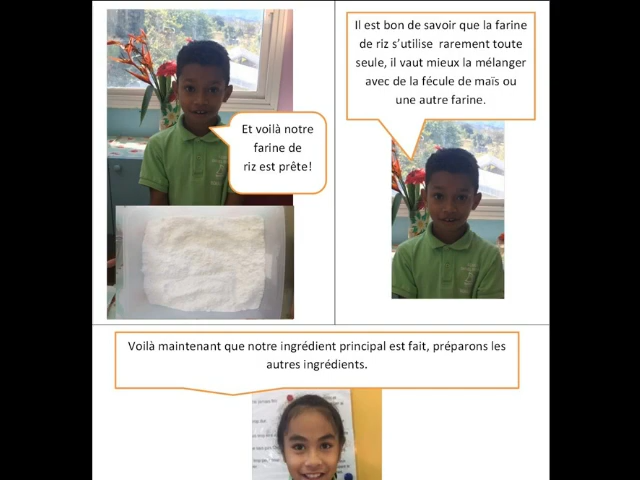 Et voilà notre
farine de
riz est prête!
Il est bon de savoir que la farine
de riz s'utilise rarement toute
seule, il vaut mieux la mélanger
avec de la fécule de maïs ou
une autre farine.
Voilà maintenant que notre ingrédient principal est fait, préparons les
autres ingrédients.